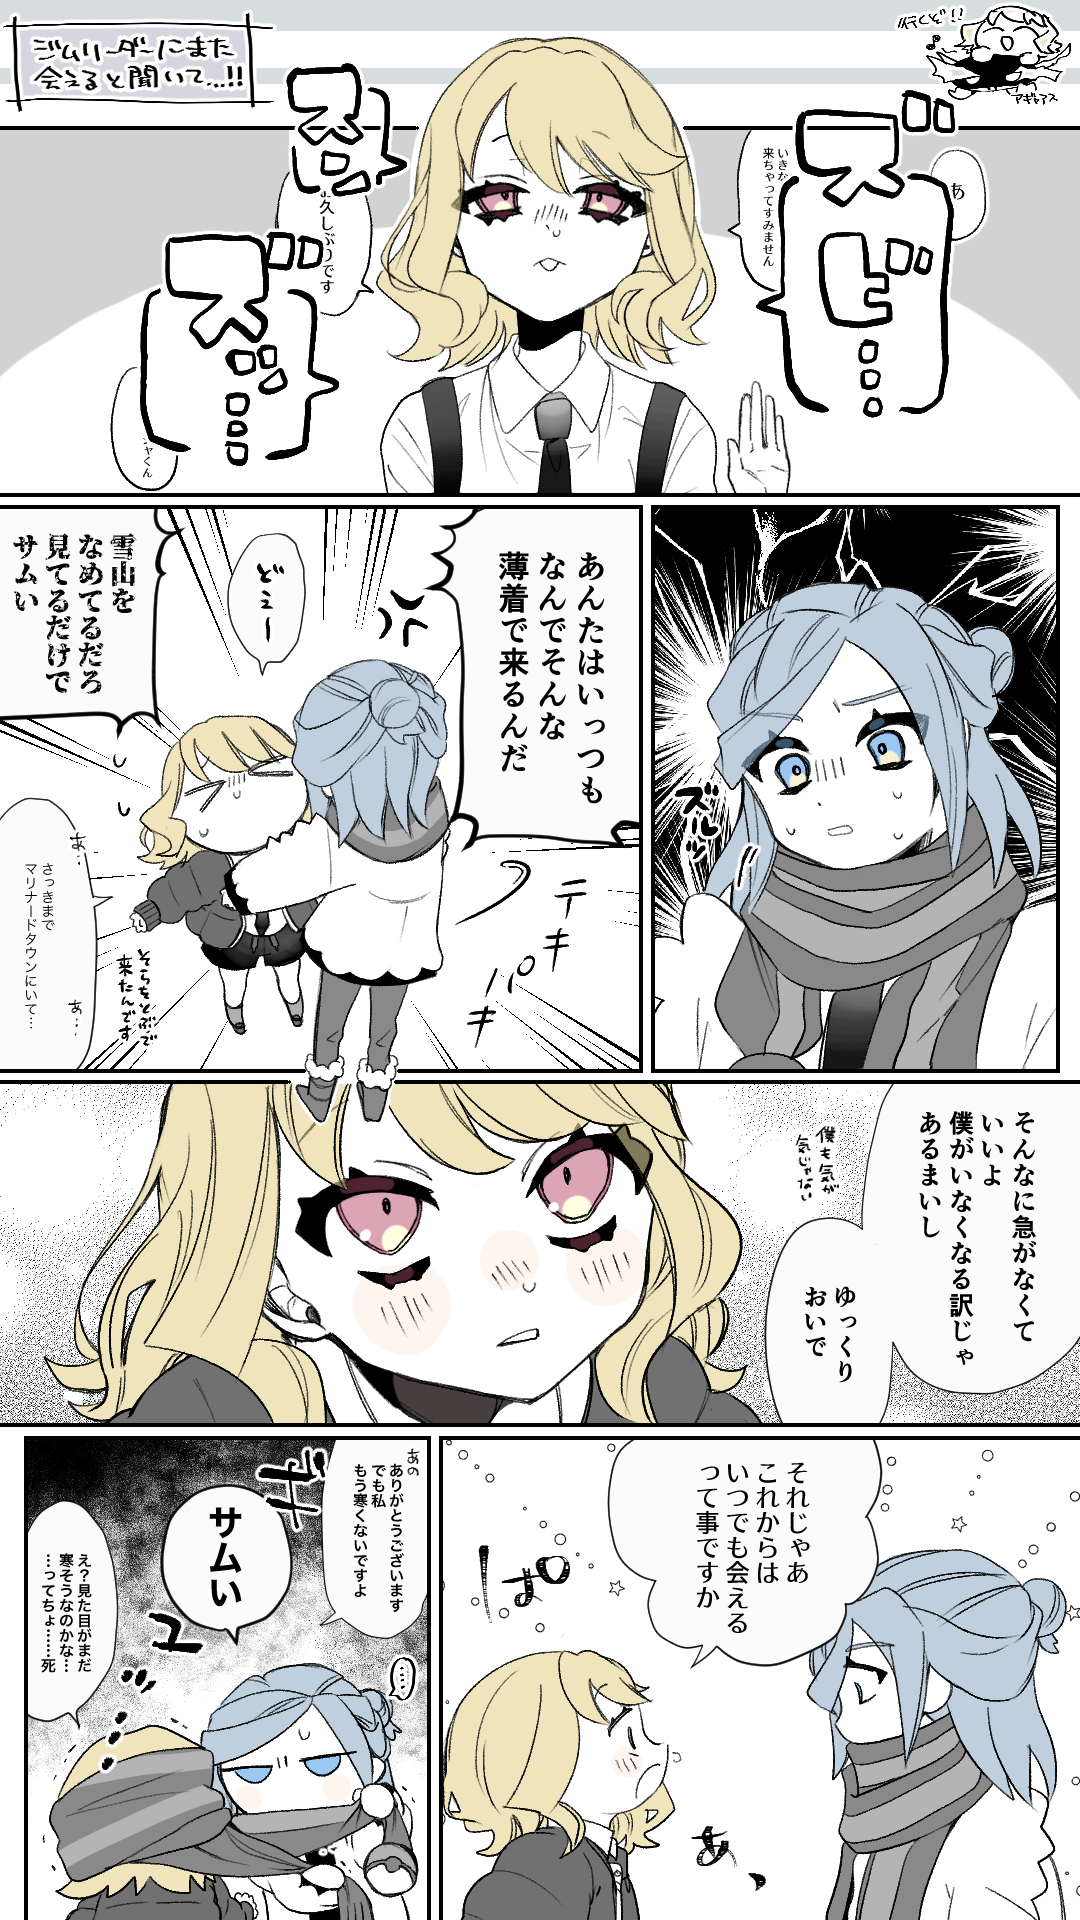 ジムリーダーにまた
会えると聞いて…!!
行くぞ!!
アギャアス
あ
いきな
来ちゃってすみません
ズビ…
ズロ
久しぶりです
ズズッ…
ヤくん
ズルッ
あんたはいっつも
なんでそんな
薄着で来るんだ
どミー
雪山を
なめてるだろ
見てるだけで
サムい
テキパキ
あ…
さっきまで
マリナードタウンにいて…
あ…
そらをとぶで
来たんです
そんなに急がなくて
いいよ
僕がいなくなる訳じゃ
あるまいし
僕も気が
気じゃない
ゆっくり
おいで
それじゃあ
これからは
いつでも会える
って事ですか
あ、
あの
ありがとうございます
でも私
もう寒くないですよ
ギュ
サムい
え？見た目がまだ
寒そうなのかな…
…ってちょ……死
……